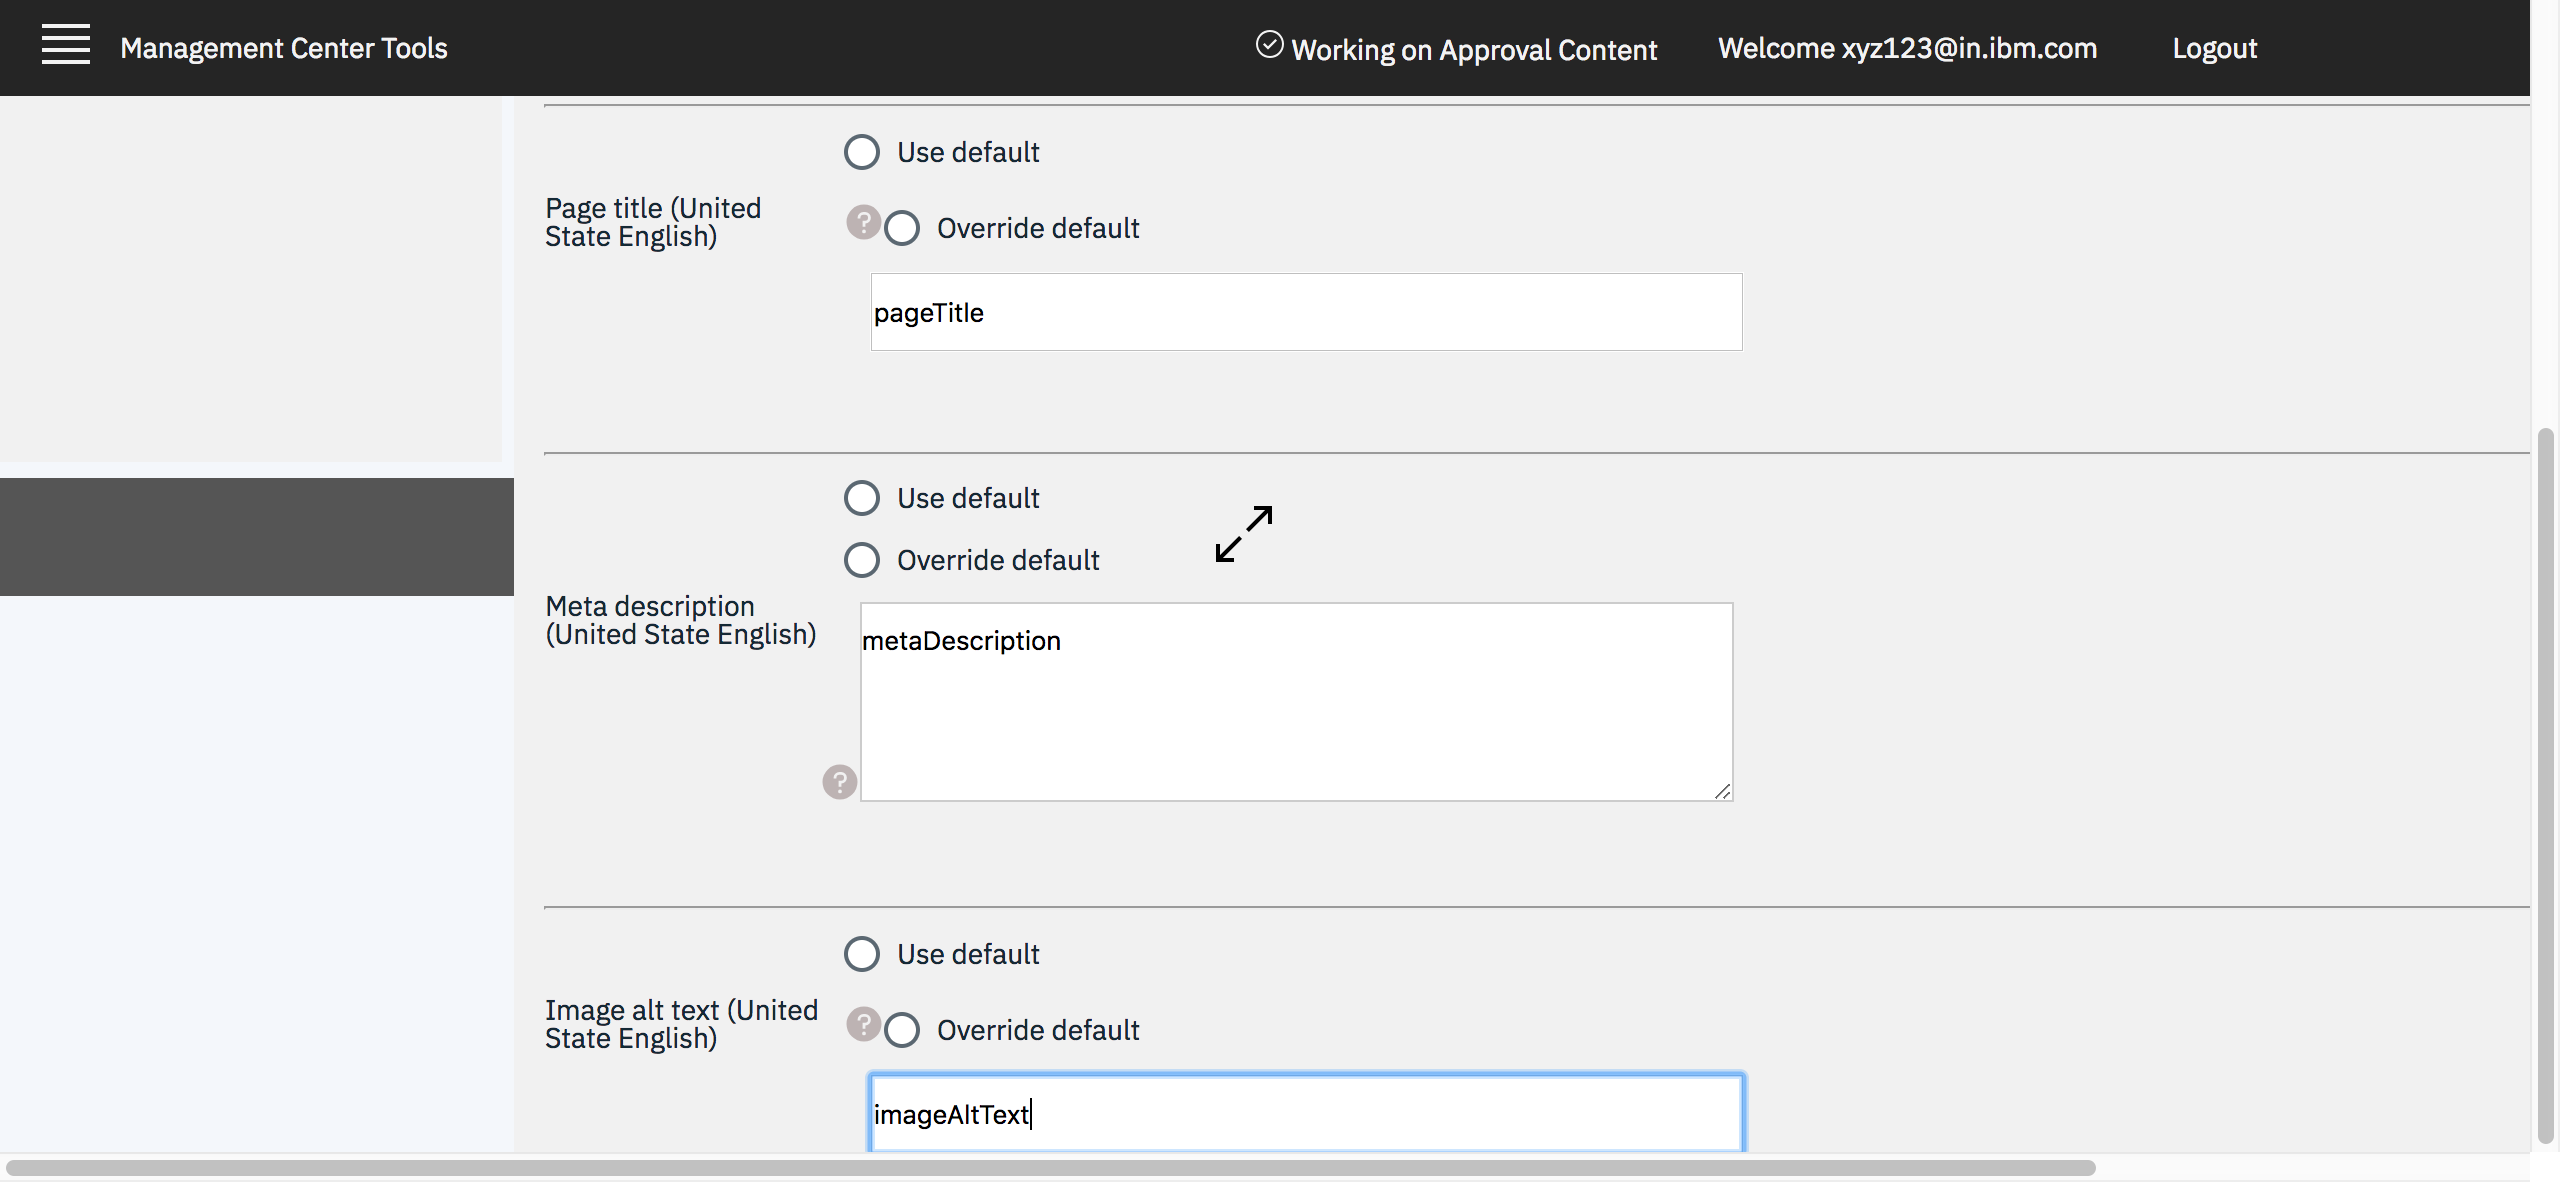 Management Center Tools
Working on Approval Content
Welcome xyz123@in.ibm.com
Logout
Use default
Page title (United
State English)
? Override default
pageTitle
Use default
Override default
Meta description
(United State English)
metaDescription
?
Use default
Image alt text (United
State English)
? Override default
imageAltText